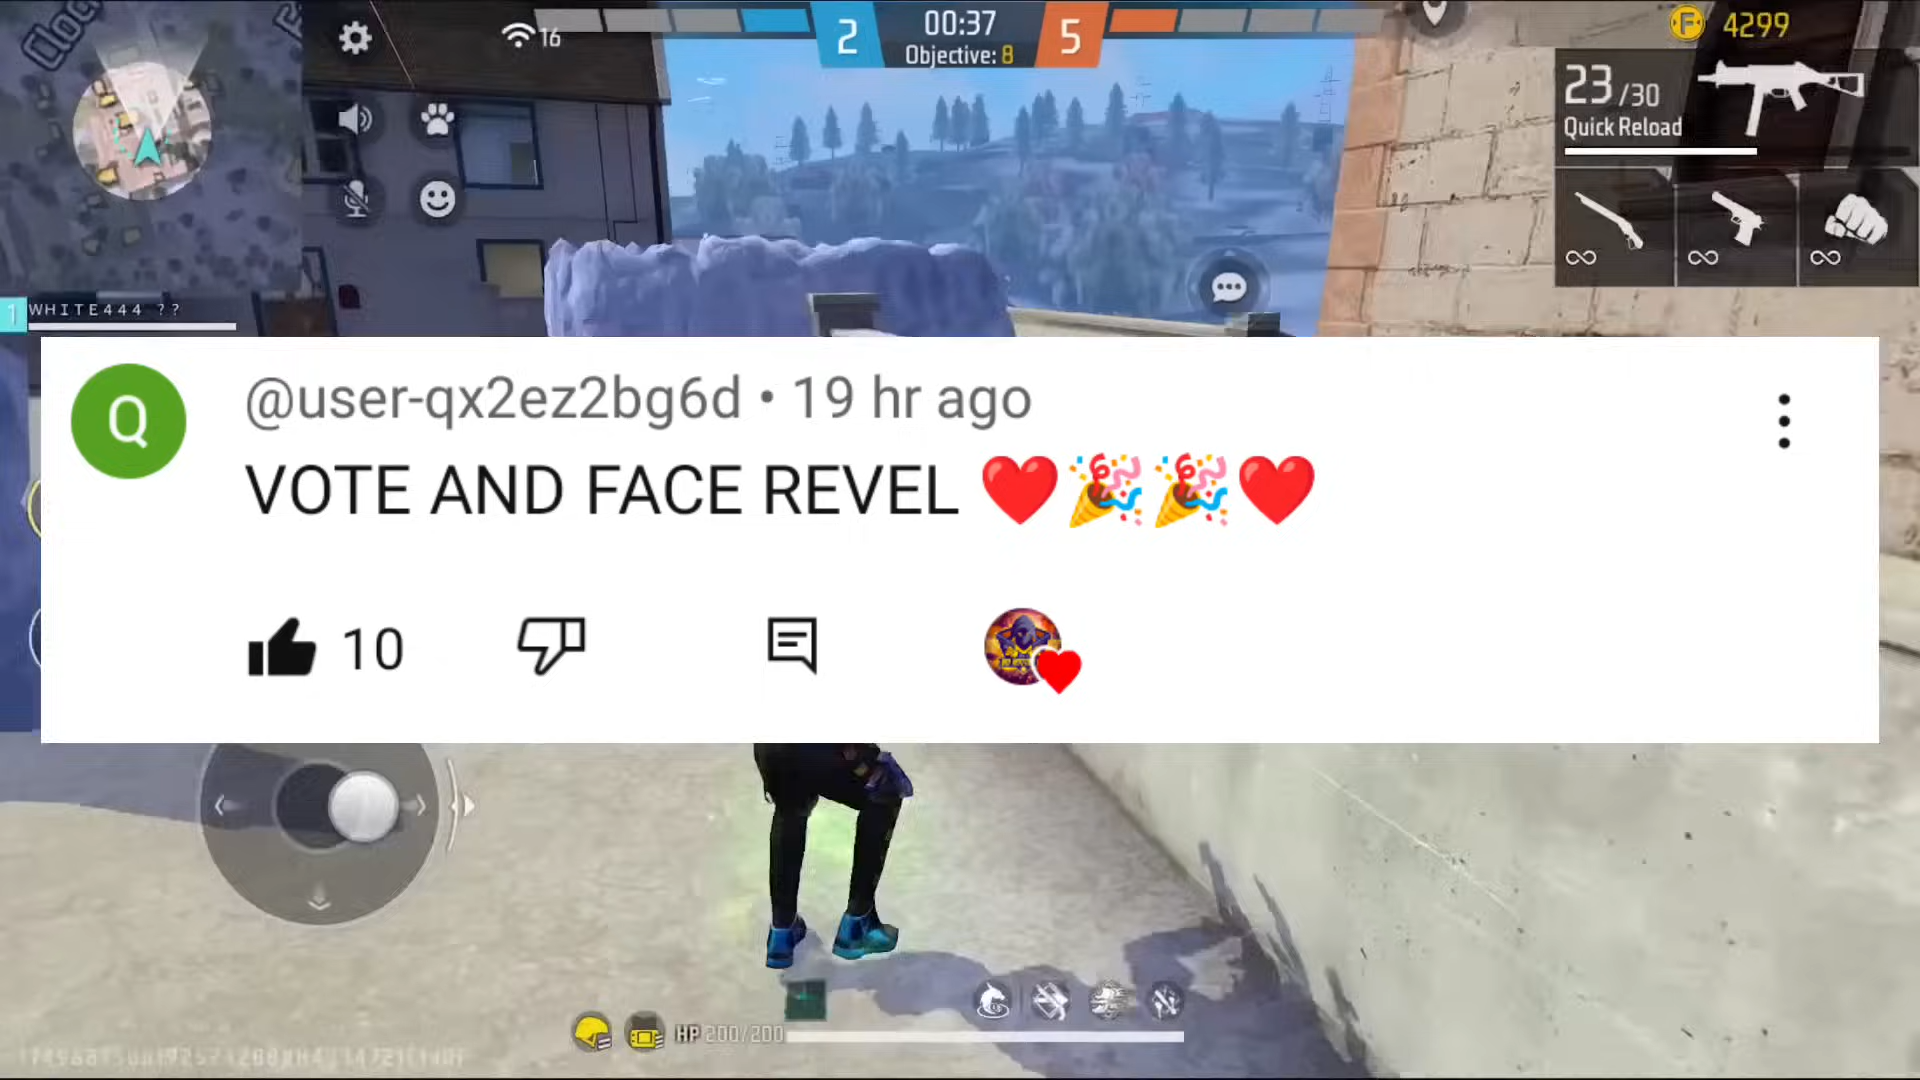 16
2
00:37
Objective: 8
5
4299
23/30
Quick Reload
∞
∞
∞
1 WHITE444 ??
Q
@user-qx2ez2bg6d • 19 hr ago
VOTE AND FACE REVEL ❤️🎉🎉❤️
10
HP 200/200